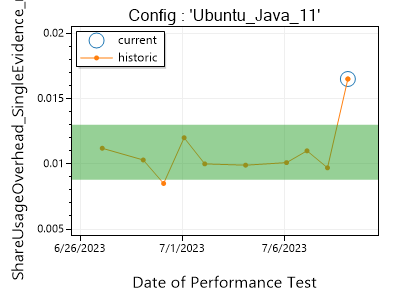 Config : 'Ubuntu_Java_11'
current
historic
0.02
0.015
0.01
0.005
6/26/2023
7/1/2023
7/6/2023
Date of Performance Test